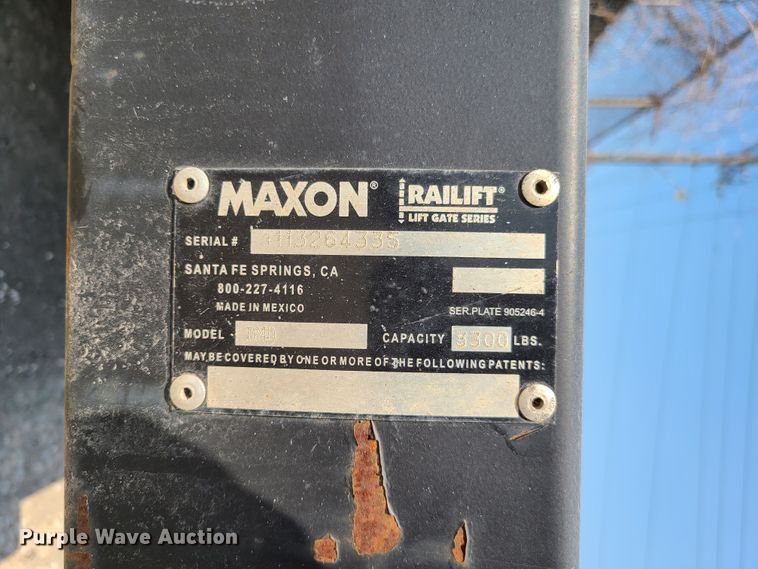 MAXON® RAILIFT®
LIFT GATE SERIES
SERIAL #
SANTA FE SPRINGS, CA
800-227-4116
MADE IN MEXICO
SER.PLATE 905246-4
MODEL CAPACITY 3300 LBS.
MAY BE COVERED BY ONE OR MORE OF THE FOLLOWING PATENTS:
Purple Wave Auction